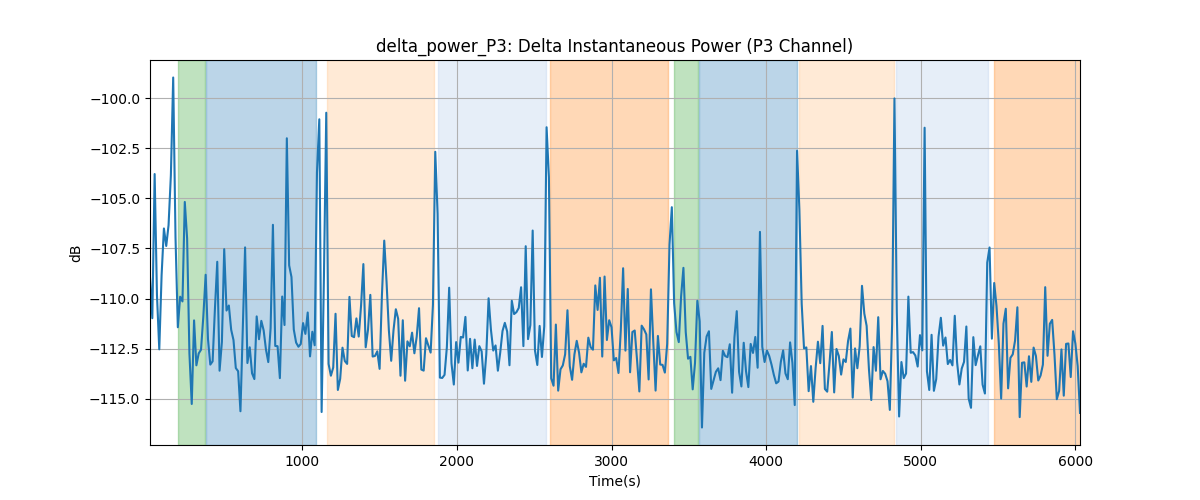 delta_power_P3: Delta Instantaneous Power (P3 Channel)
−100.0
−102.5
−105.0
−107.5
−110.0
−112.5
−115.0
dB
1000 2000 3000 4000 5000 6000
Time(s)